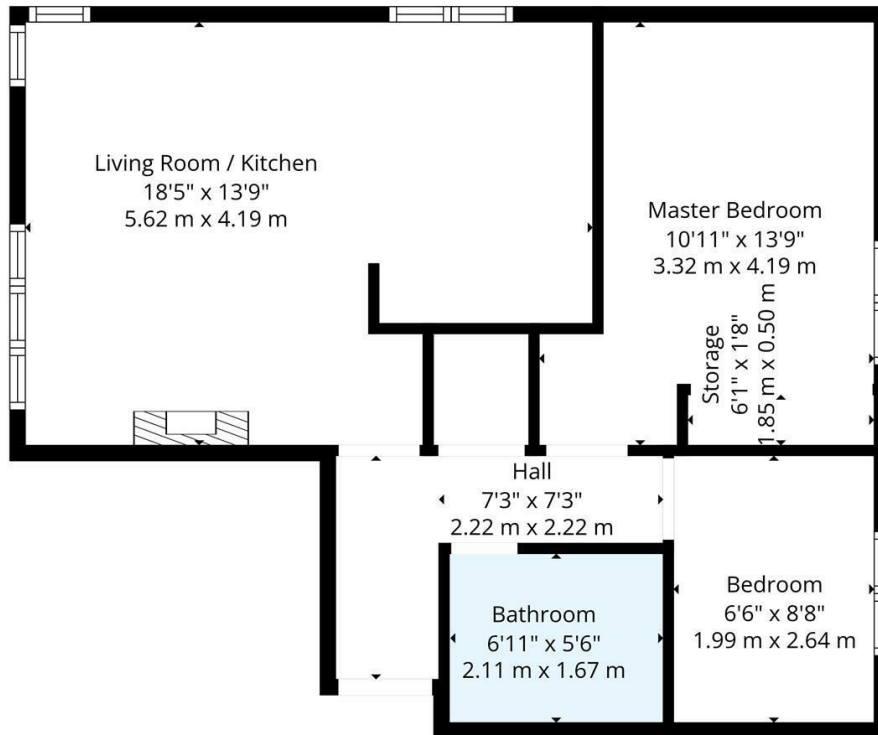 Living Room / Kitchen
18'5" x 13'9"
5.62 m x 4.19 m
Master Bedroom
10'11" x 13'9"
3.32 m x 4.19 m
Storage
6'1" x 1'8"
1.85 m x 0.50 m
Hall
7'3" x 7'3"
2.22 m x 2.22 m
Bathroom
6'11" x 5'6"
2.11 m x 1.67 m
Bedroom
6'6" x 8'8"
1.99 m x 2.64 m